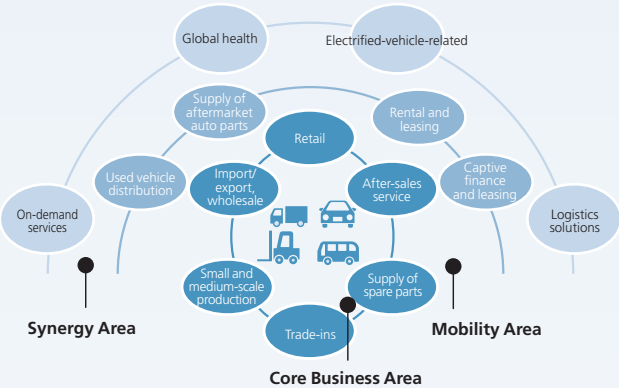 Global health
Electrified-vehicle-related
Supply of
aftermarket
auto parts
Rental and
leasing
Retail
Used vehicle
distribution
Import/
export,
wholesale
After-sales
service
Captive
finance
and leasing
On-demand
services
Logistics
solutions
Small and
medium-scale
production
Supply of
spare parts
Trade-ins
Synergy Area
Mobility Area
Core Business Area